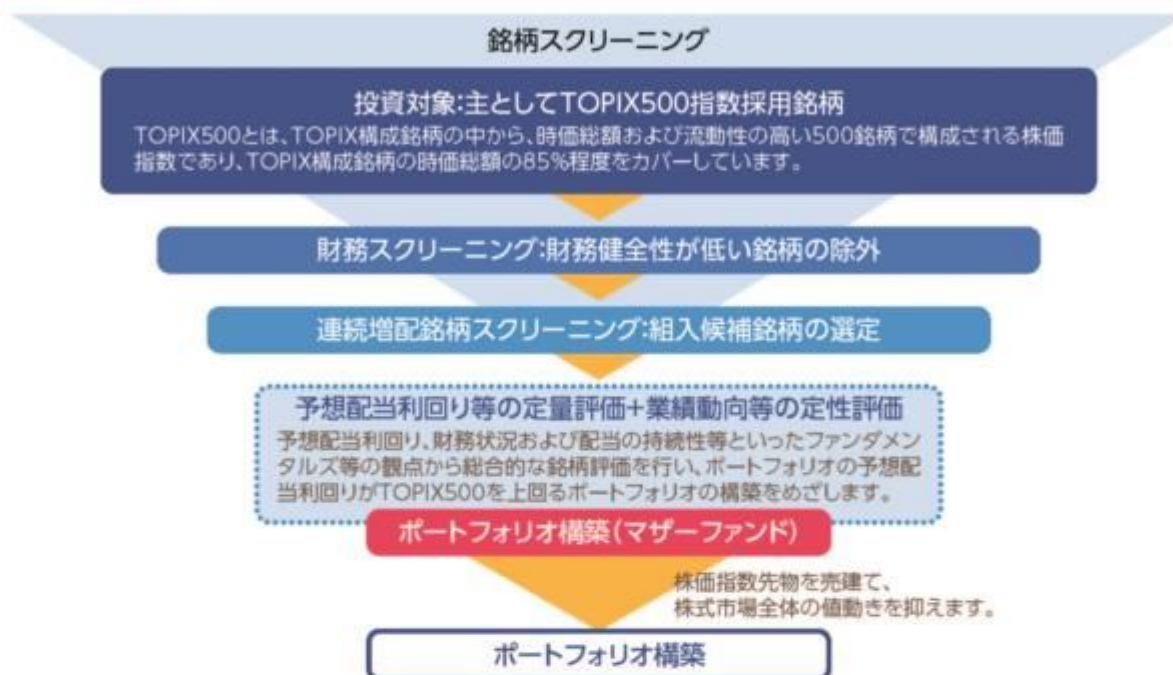 銘柄スクリーニング
投資対象:主としてTOPIX500指数採用銘柄
TOPIX500とは、TOPIX構成銘柄の中から、時価総額および流動性の高い500銘柄で構成される株価
指数であり、TOPIX構成銘柄の時価総額の85%程度をカバーしています。
財務スクリーニング:財務健全性が低い銘柄の除外
連続増配銘柄スクリーニング:組入候補銘柄の選定
予想配当利回り等の定量評価+業績動向等の定性評価
予想配当利回り、財務状況および配当の持続性等といったファンダメン
タルズ等の観点から総合的な銘柄評価を行い、ポートフォリオの予想配
当利回りがTOPIX500を上回るポートフォリオの構築をめざします。
ポートフォリオ構築(マザーファンド)
株価指数先物を売建て、
株式市場全体の値動きを抑えます。
ポートフォリオ構築